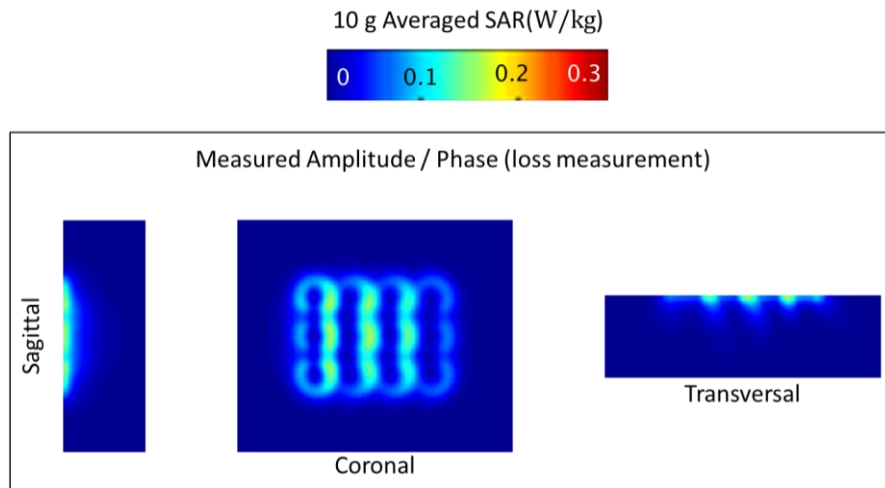 10 g Averaged SAR(W/kg)
0 0.1 0.2 0.3
Measured Amplitude / Phase (loss measurement)
Sagittal
Transversal
Coronal